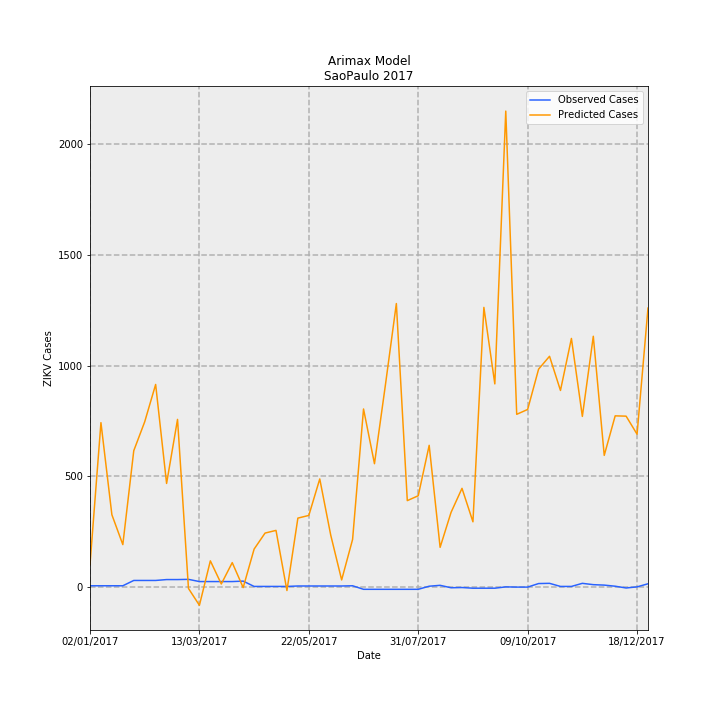 Arimax Model
SaoPaulo 2017
Observed Cases
Predicted Cases
ZIKV Cases
2000
1500
1000
500
0
02/01/2017
13/03/2017
22/05/2017
31/07/2017
09/10/2017
18/12/2017
Date